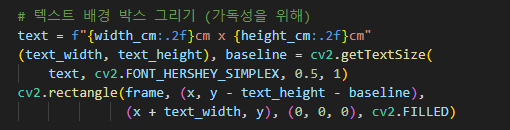 # 텍스트 배경 박스 그리기 (가독성을 위해)
text = f"{width_cm:.2f}cm x {height_cm:.2f}cm"
(text_width, text_height), baseline = cv2.getTextSize(
    text, cv2.FONT_HERSHEY_SIMPLEX, 0.5, 1)
cv2.rectangle(frame, (x, y - text_height - baseline),
              (x + text_width, y), (0, 0, 0), cv2.FILLED)